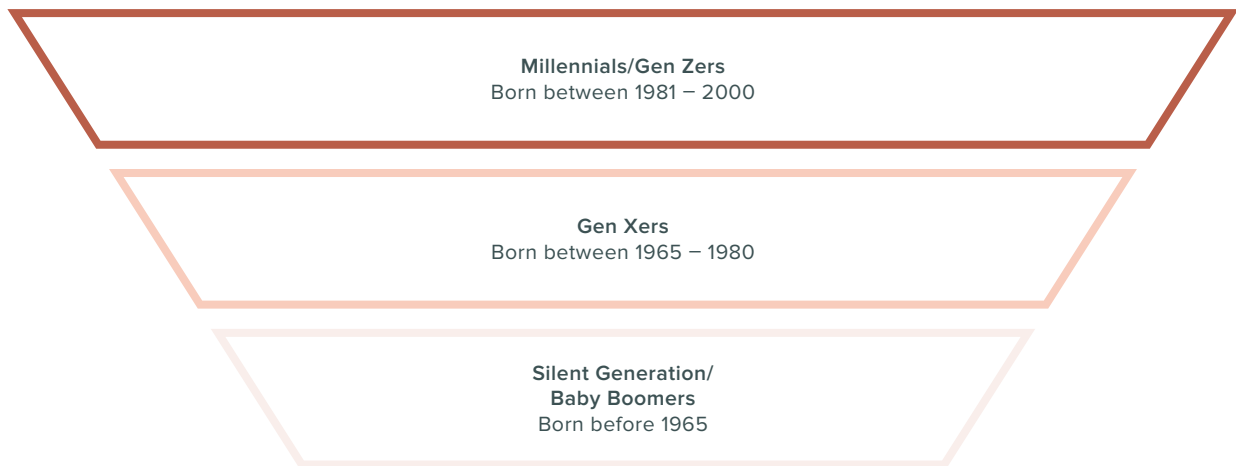 Millennials/Gen Zers
Born between 1981 – 2000
Gen Xers
Born between 1965 – 1980
Silent Generation/
Baby Boomers
Born before 1965